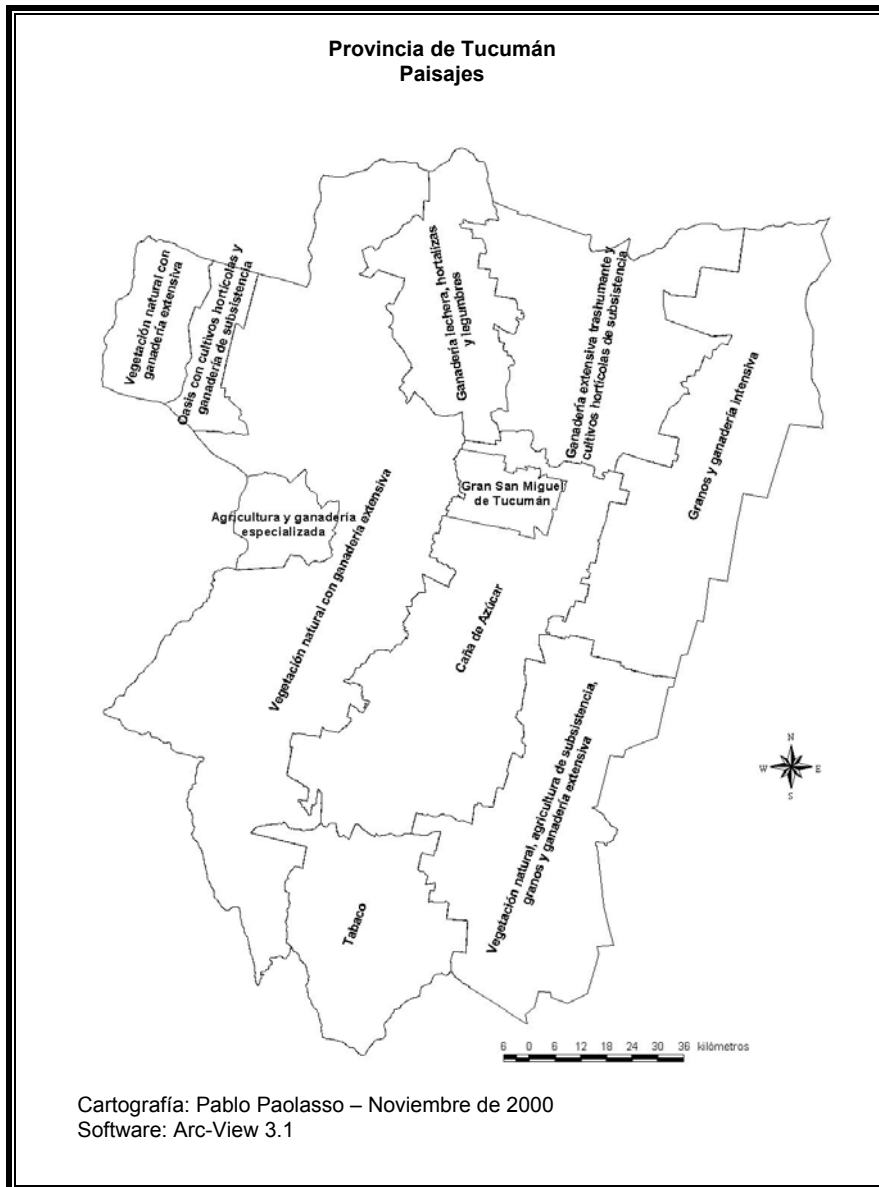 Provincia de Tucumán
Paisajes
Vegetación natural con
ganadería extensiva
Oasis con cultivos hortícolas y
ganadería de subsistencia
Ganadería lechera, hortalizas
y legumbres
Ganadería extensiva trashumante y
cultivos hortícolas de subsistencia
Granos y ganadería intensiva
Gran San Miguel
de Tucumán
Agricultura y ganadería
especializada
Vegetación natural con ganadería extensiva
Caña de Azúcar
Vegetación natural, agricultura de subsistencia,
granos y ganadería extensiva
Tabaco
N
W E
S
6 0 6 12 18 24 30 36 kilómetros
Cartografía: Pablo Paolasso – Noviembre de 2000
Software: Arc-View 3.1